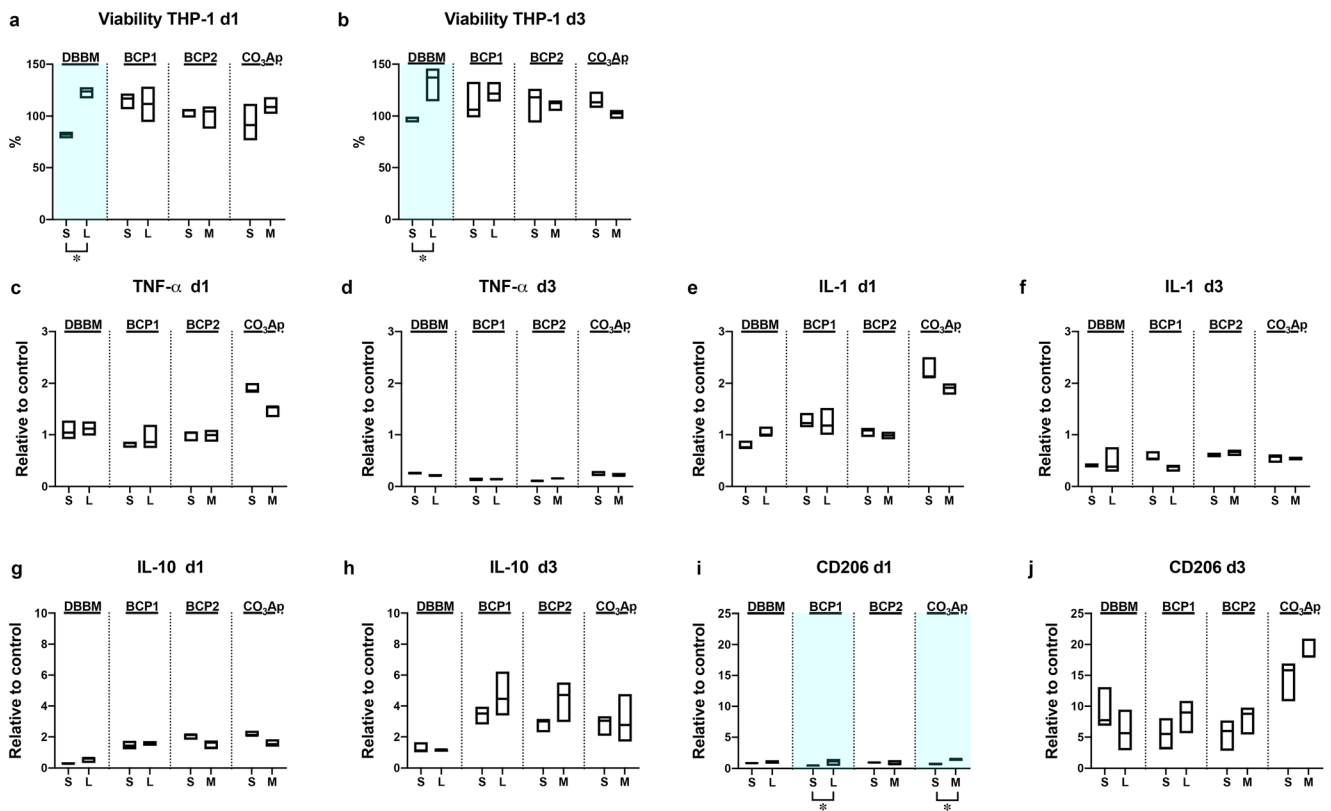 a Viability THP-1 d1
DBBM BCP1 BCP2 CO₃Ap
150
100
50
0
%
S L S L S M S M
*
b Viability THP-1 d3
DBBM BCP1 BCP2 CO₃Ap
150
100
50
0
%
S L S L S M S M
*
c TNF-α d1
DBBM BCP1 BCP2 CO₃Ap
3
2
1
0
Relative to control
S L S L S M S M
d TNF-α d3
DBBM BCP1 BCP2 CO₃Ap
3
2
1
0
Relative to control
S L S L S M S M
e IL-1 d1
DBBM BCP1 BCP2 CO₃Ap
3
2
1
0
Relative to control
S L S L S M S M
f IL-1 d3
DBBM BCP1 BCP2 CO₃Ap
3
2
1
0
Relative to control
S L S L S M S M
g IL-10 d1
DBBM BCP1 BCP2 CO₃Ap
10
8
6
4
2
0
Relative to control
S L S L S M S M
h IL-10 d3
DBBM BCP1 BCP2 CO₃Ap
10
8
6
4
2
0
Relative to control
S L S L S M S M
i CD206 d1
DBBM BCP1 BCP2 CO₃Ap
25
20
15
10
5
0
Relative to control
S L S L S M S M
* *
j CD206 d3
DBBM BCP1 BCP2 CO₃Ap
25
20
15
10
5
0
Relative to control
S L S L S M S M